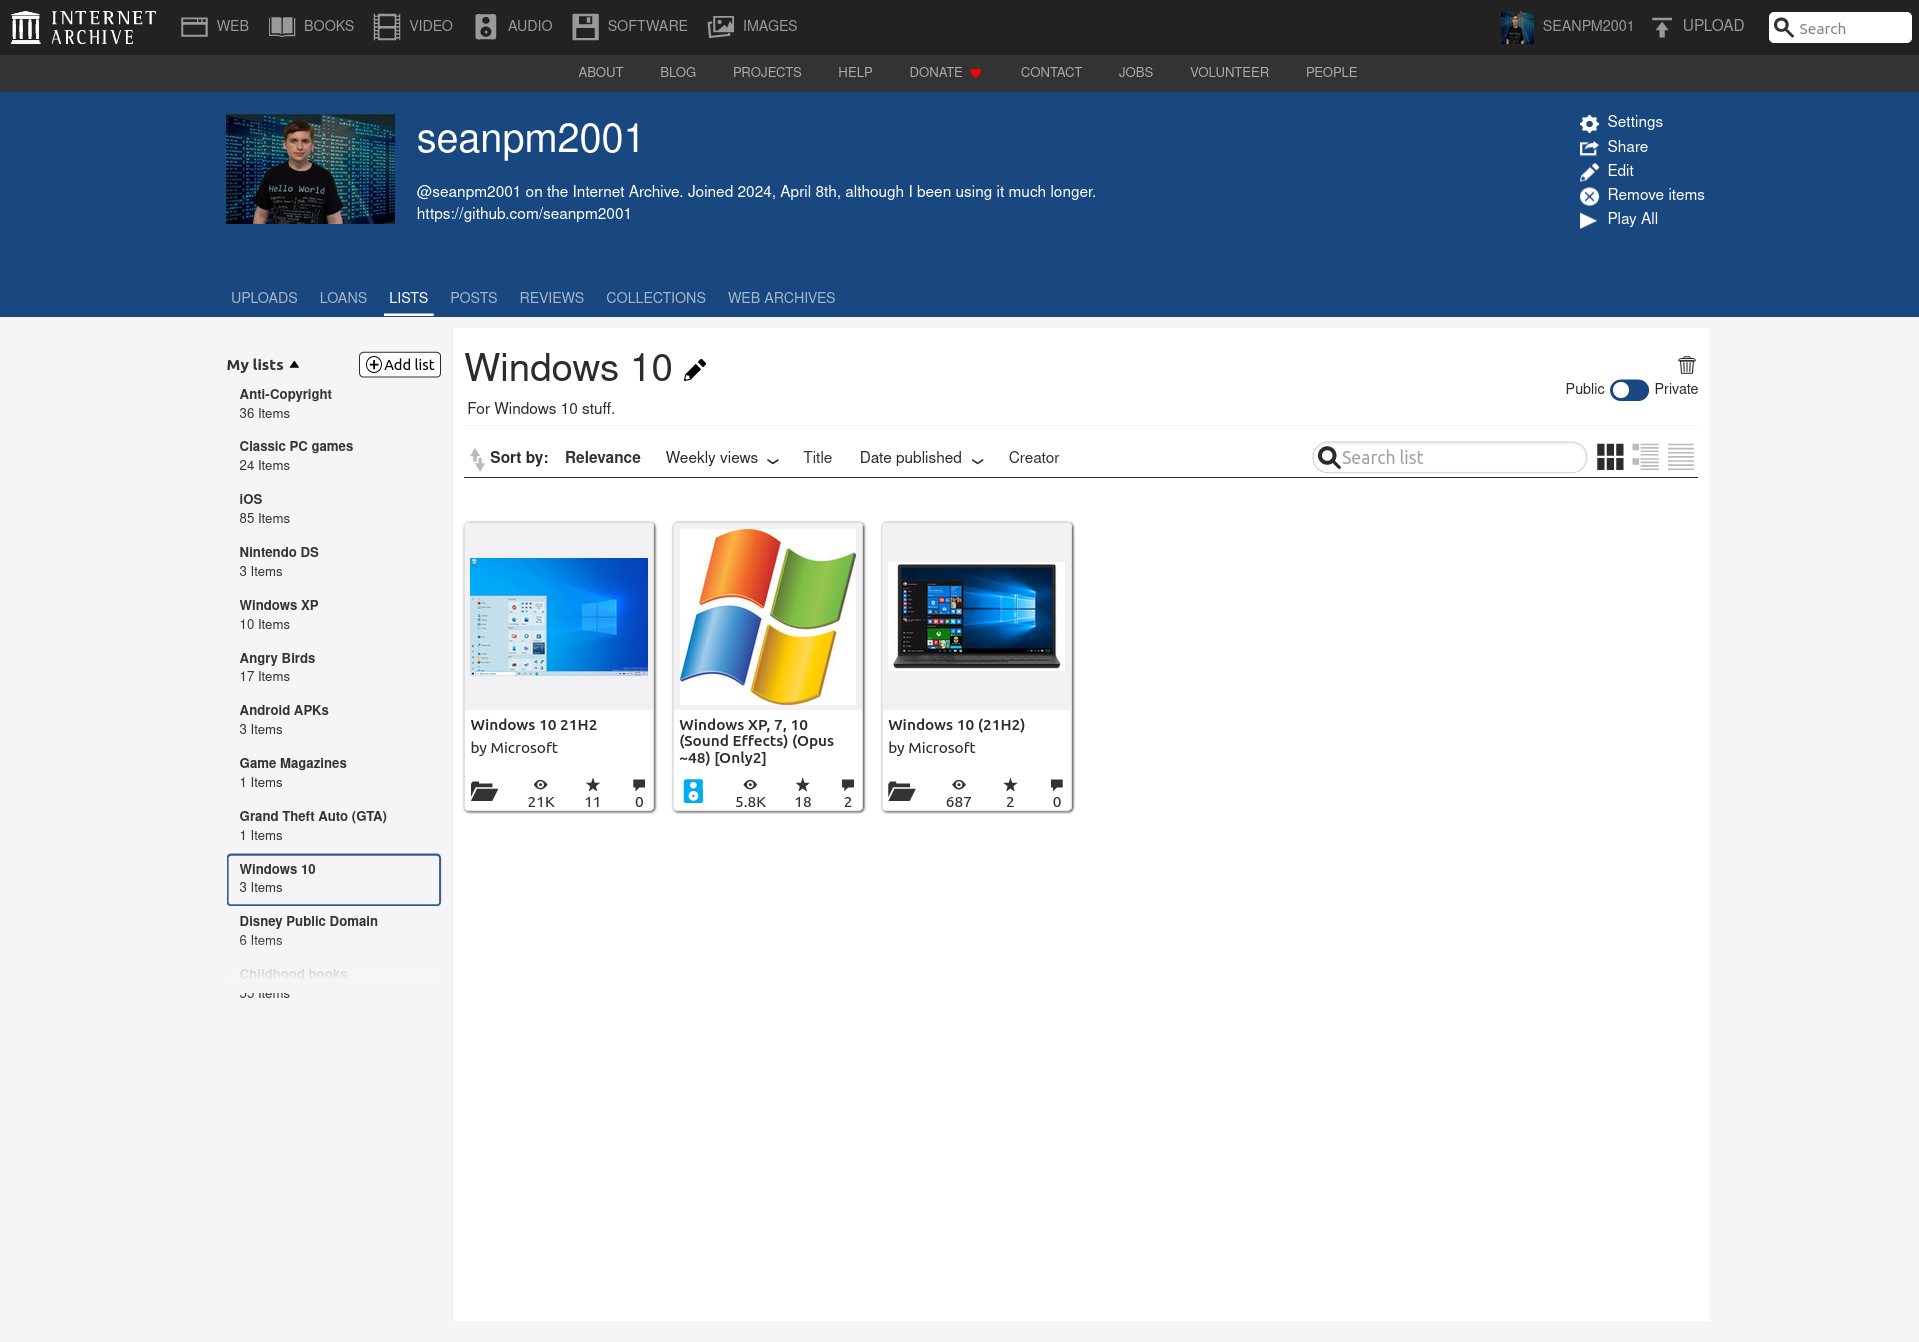 INTERNET ARCHIVE
WEB BOOKS VIDEO AUDIO SOFTWARE IMAGES SEANPM2001 UPLOAD Search
ABOUT BLOG PROJECTS HELP DONATE CONTACT JOBS VOLUNTEER PEOPLE
Hello World
seanpm2001
@seanpm2001 on the Internet Archive. Joined 2024, April 8th, although I been using it much longer.
https://github.com/seanpm2001
Settings
Share
Edit
Remove items
Play All
UPLOADS LOANS LISTS POSTS REVIEWS COLLECTIONS WEB ARCHIVES
My lists Add list
Anti-Copyright
36 Items
Classic PC games
24 Items
iOS
85 Items
Nintendo DS
3 Items
Windows XP
10 Items
Angry Birds
17 Items
Android APKs
3 Items
Game Magazines
1 Items
Grand Theft Auto (GTA)
1 Items
Windows 10
3 Items
Disney Public Domain
6 Items
Childhood books
Items
Windows 10
For Windows 10 stuff.
Public Private
Sort by: Relevance Weekly views Title Date published Creator
Search list
Windows 10 21H2
by Microsoft
21K 11 0
Windows XP, 7, 10
(Sound Effects) (Opus
~48) [Only2]
5.8K 18 2
Windows 10 (21H2)
by Microsoft
687 2 0